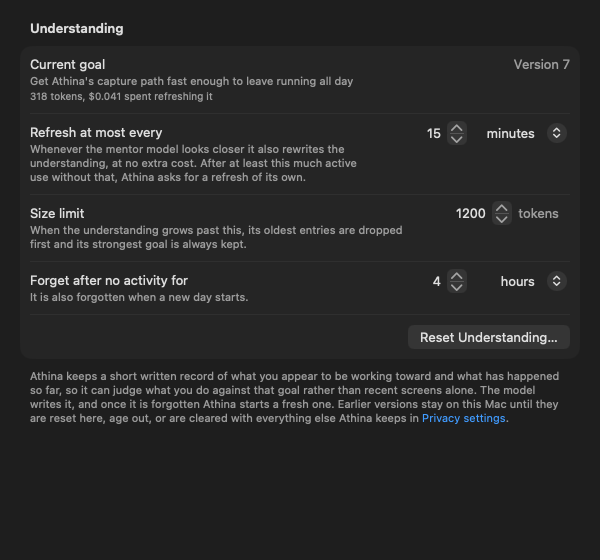 Understanding
Current goal
Version 7
Get Athina's capture path fast enough to leave running all day
318 tokens, $0.041 spent refreshing it
Refresh at most every
15
minutes
Whenever the mentor model looks closer it also rewrites the
understanding, at no extra cost. After at least this much active
use without that, Athina asks for a refresh of its own.
Size limit
1200
tokens
When the understanding grows past this, its oldest entries are dropped
first and its strongest goal is always kept.
Forget after no activity for
4
hours
It is also forgotten when a new day starts.
Reset Understanding...
Athina keeps a short written record of what you appear to be working toward and what has happened
so far, so it can judge what you do against that goal rather than recent screens alone. The model
writes it, and once it is forgotten Athina starts a fresh one. Earlier versions stay on this Mac until they
are reset here, age out, or are cleared with everything else Athina keeps in Privacy settings.